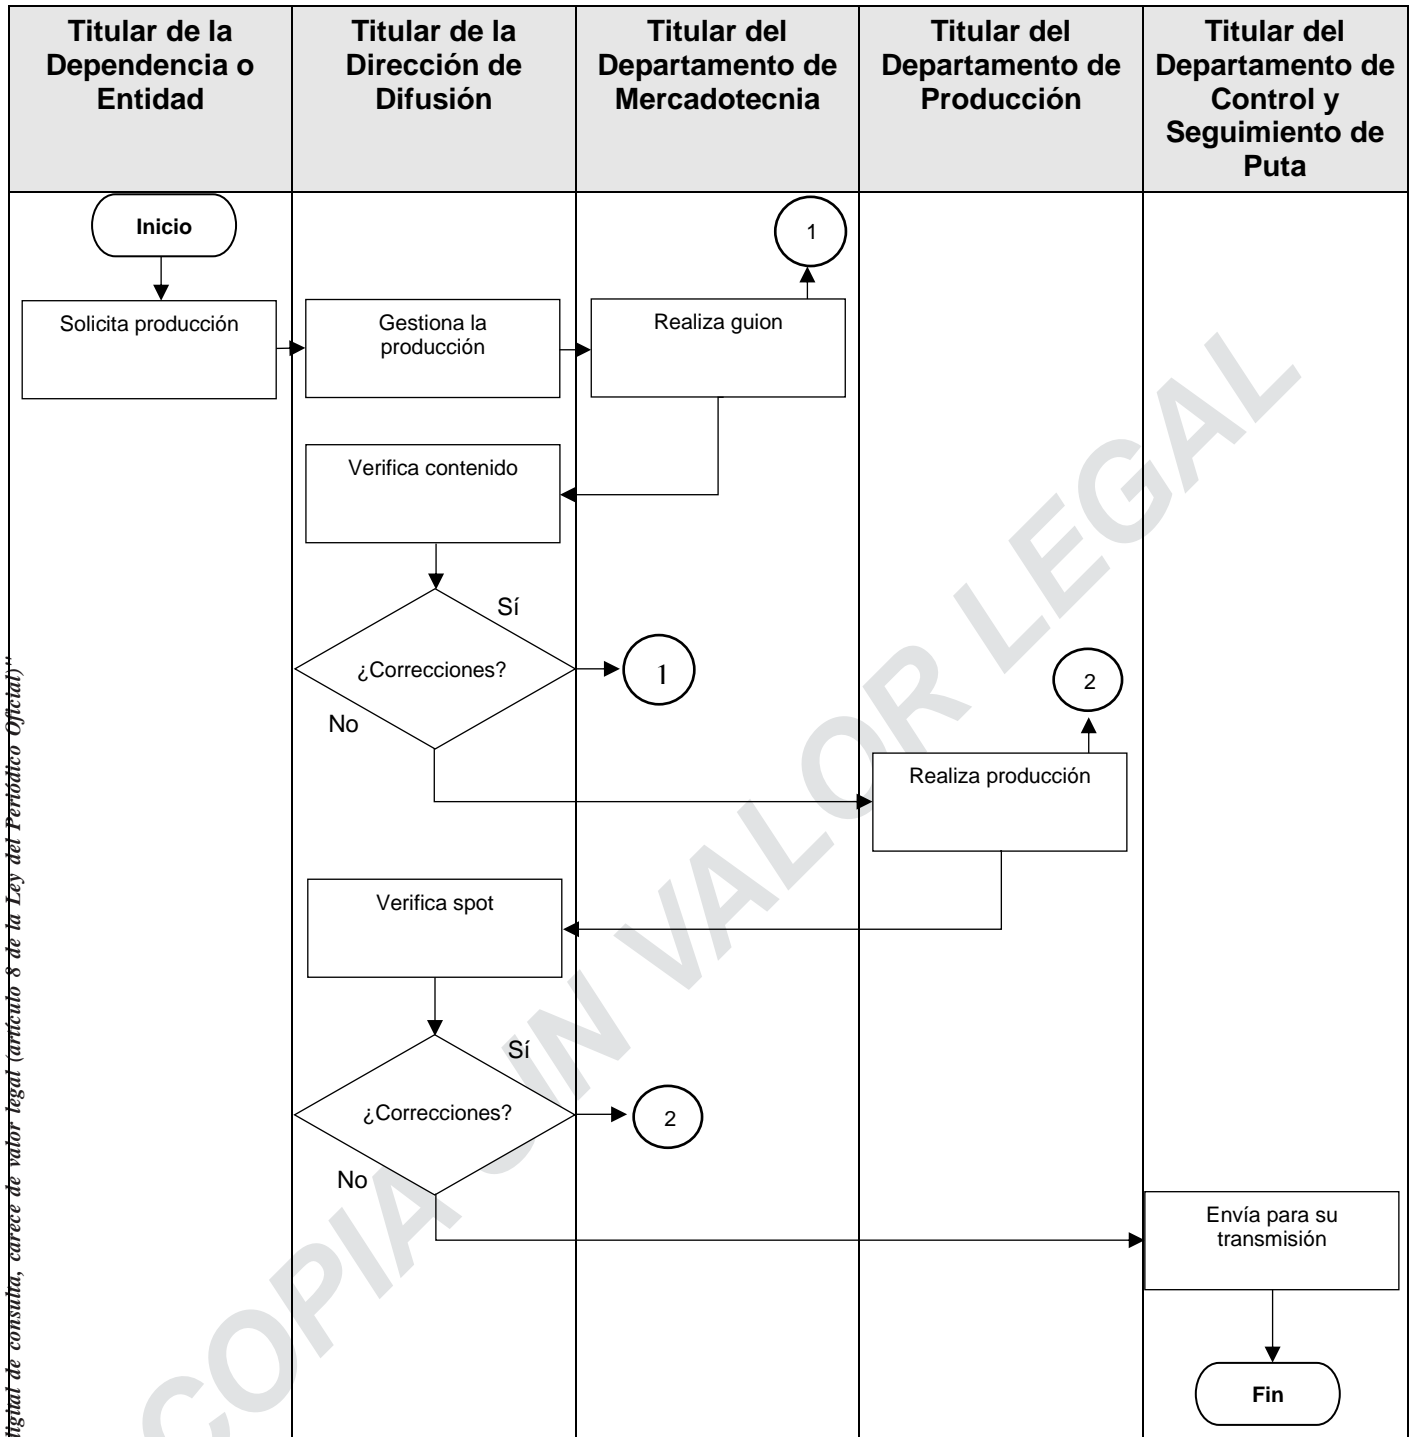 Titular de la
Dependencia o
Entidad
Titular de la
Dirección de
Difusión
Titular del
Departamento de
Mercadotecnia
Titular del
Departamento de
Producción
Titular del
Departamento de
Control y
Seguimiento de
Puta
Inicio
1
Solicita producción
Gestiona la
producción
Realiza guion
Verifica contenido
Sí
¿Correcciones?
1
No
2
Realiza producción
Verifica spot
Sí
¿Correcciones?
2
No
Envía para su
transmisión
Fin
COPIA SIN VALOR LEGAL
digital de consulta, carece de valor legal (artículo 8 de la Ley del Periódico Oficial)"